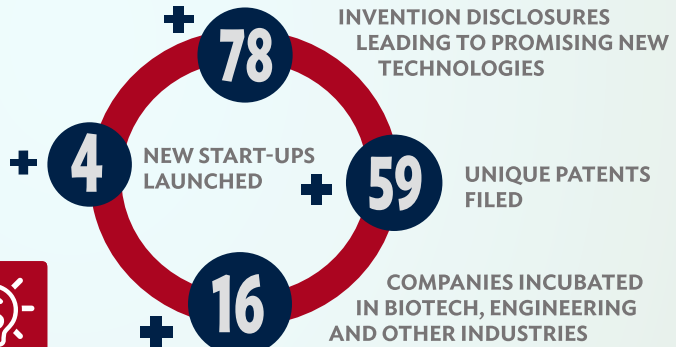 + 78
INVENTION DISCLOSURES
LEADING TO PROMISING NEW
TECHNOLOGIES
+ 4
NEW START-UPS
LAUNCHED
+ 59
UNIQUE PATENTS
FILED
+ 16
COMPANIES INCUBATED
IN BIOTECH, ENGINEERING
AND OTHER INDUSTRIES